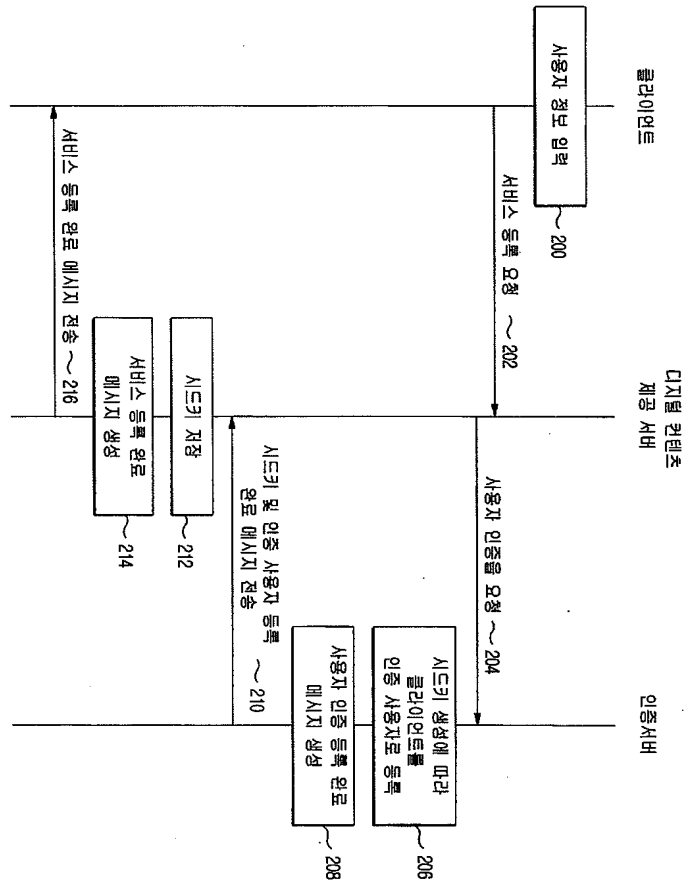 클라이언트
디지털 컨텐츠
제공 서버
인증서버
사용자 정보 입력
200
서비스 등록 요청 ~ 202
사용자 인증을 요청 ~ 204
시드키 생성에 따라
클라이언트를
인증 사용자로 등록
206
사용자 인증 등록 완료
메시지 생성
208
시드키 및 인증 사용자 등록
완료 메시지 전송 ~ 210
시드키 저장
212
서비스 등록 완료
메시지 생성
214
서비스 등록 완료 메시지 전송 ~ 216